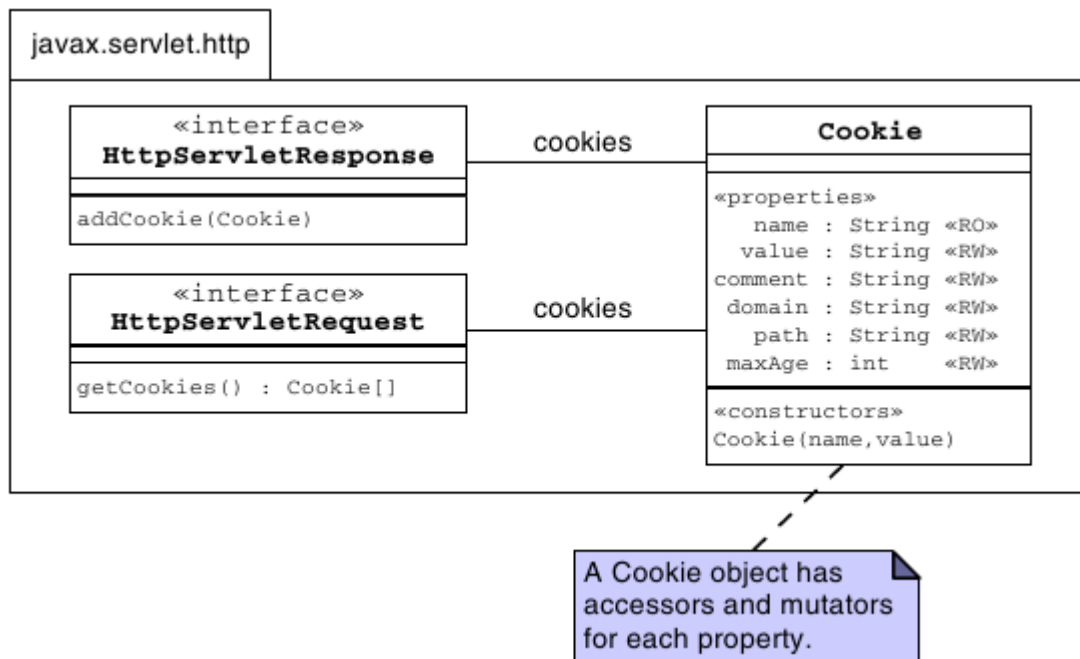 javax.servlet.http
«interface»
HttpServletResponse
addCookie(Cookie)
cookies
«interface»
HttpServletRequest
getCookies() : Cookie[]
cookies
Cookie
«properties»
name : String «RO»
value : String «RW»
comment : String «RW»
domain : String «RW»
path : String «RW»
maxAge : int «RW»
«constructors»
Cookie(name,value)
A Cookie object has
accessors and mutators
for each property.